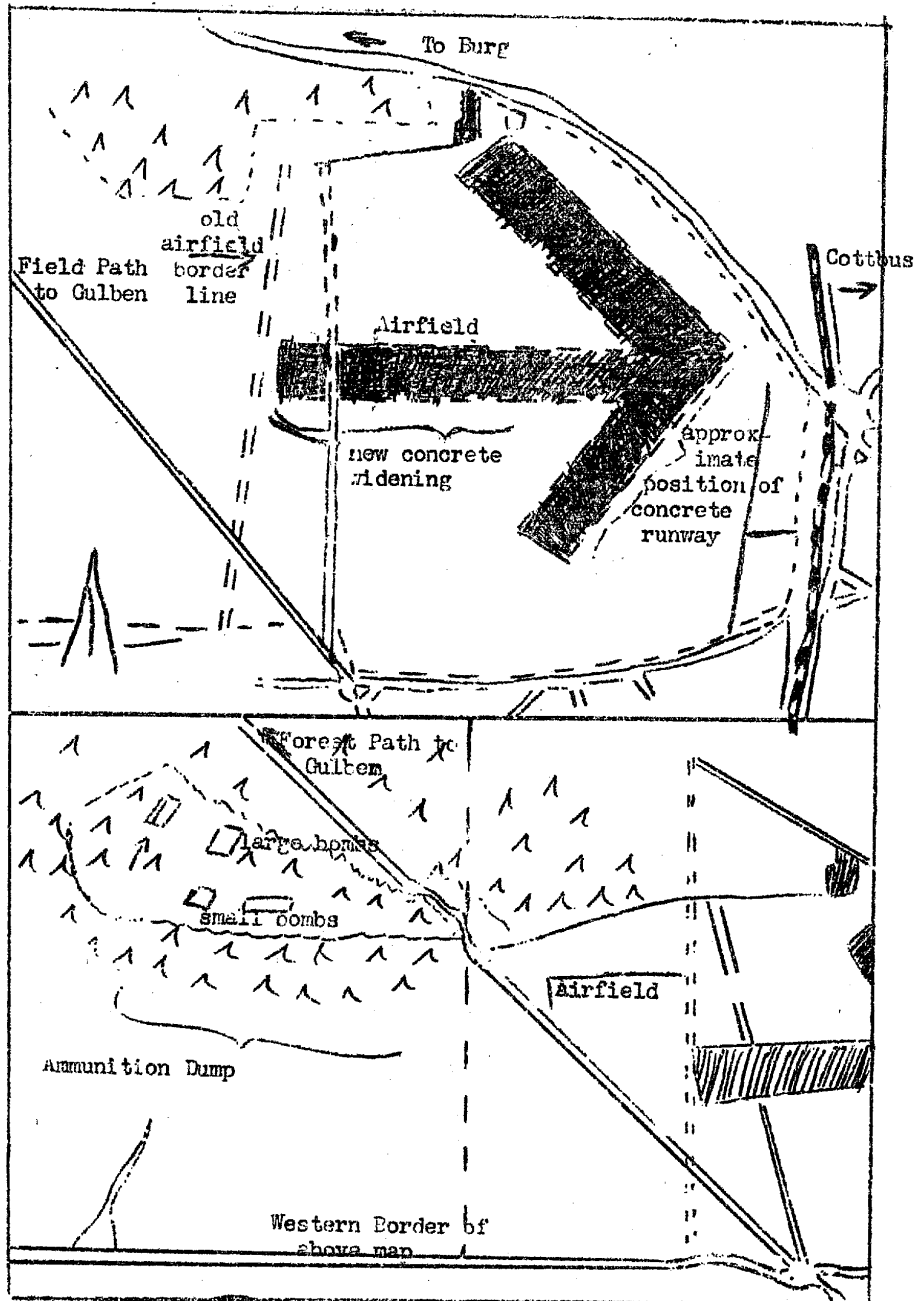 To Burg
old
airfield
border
line
Field Path
to Gulben
Cottbus
Airfield
new concrete
widening
approx-
imate
position of
concrete
runway
Forest Path to
Gulben
large bombs
small bombs
Airfield
Ammunition Dump
Western Border of
above map